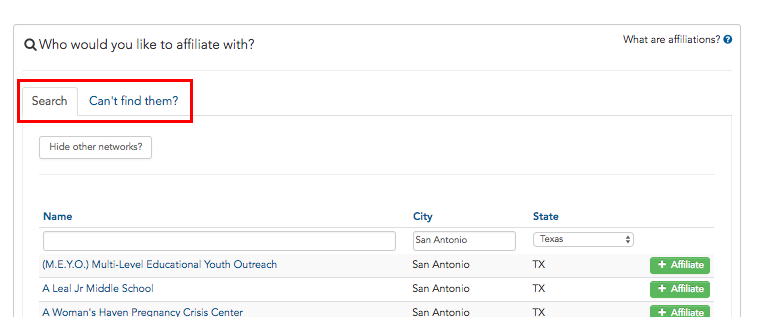 Who would you like to affiliate with?
What are affiliations?
Search
Can't find them?
Hide other networks?
Name City State
San Antonio Texas
(M.E.Y.O.) Multi-Level Educational Youth Outreach San Antonio TX + Affiliate
A Leal Jr Middle School San Antonio TX + Affiliate
A Woman's Haven Pregnancy Crisis Center San Antonio TX + Affiliate